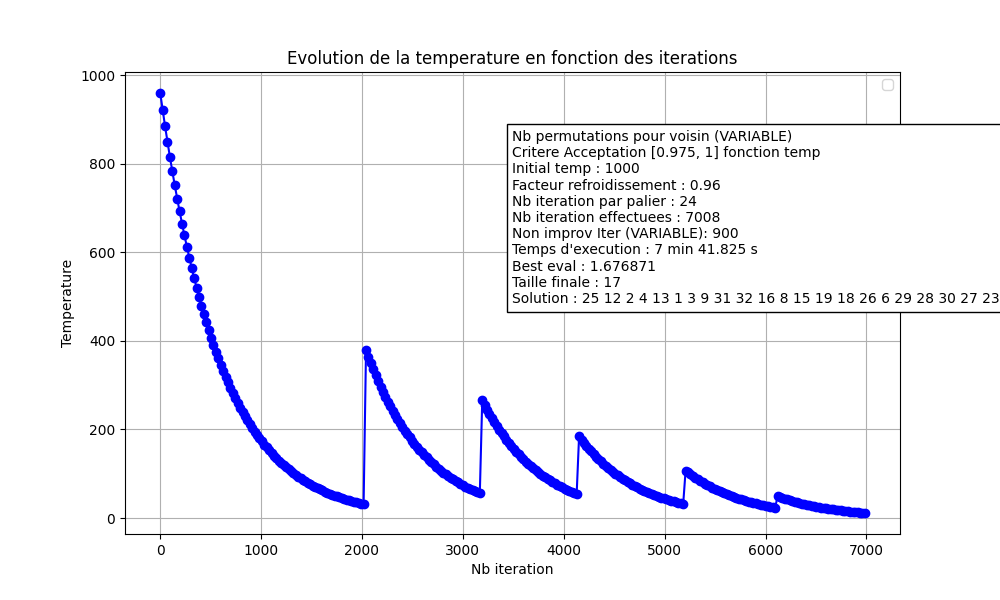 Evolution de la temperature en fonction des iterations
1000
800
600
400
200
0
Temperature
Nb permutations pour voisin (VARIABLE)
Critere Acceptation [0.975, 1] fonction temp
Initial temp : 1000
Facteur refroidissement : 0.96
Nb iteration par palier : 24
Nb iteration effectuees : 7008
Non improv Iter (VARIABLE): 900
Temps d'execution : 7 min 41.825 s
Best eval : 1.676871
Taille finale : 17
Solution : 25 12 2 4 13 1 3 9 31 32 16 8 15 19 18 26 6 29 28 30 27 23
0 1000 2000 3000 4000 5000 6000 7000
Nb iteration